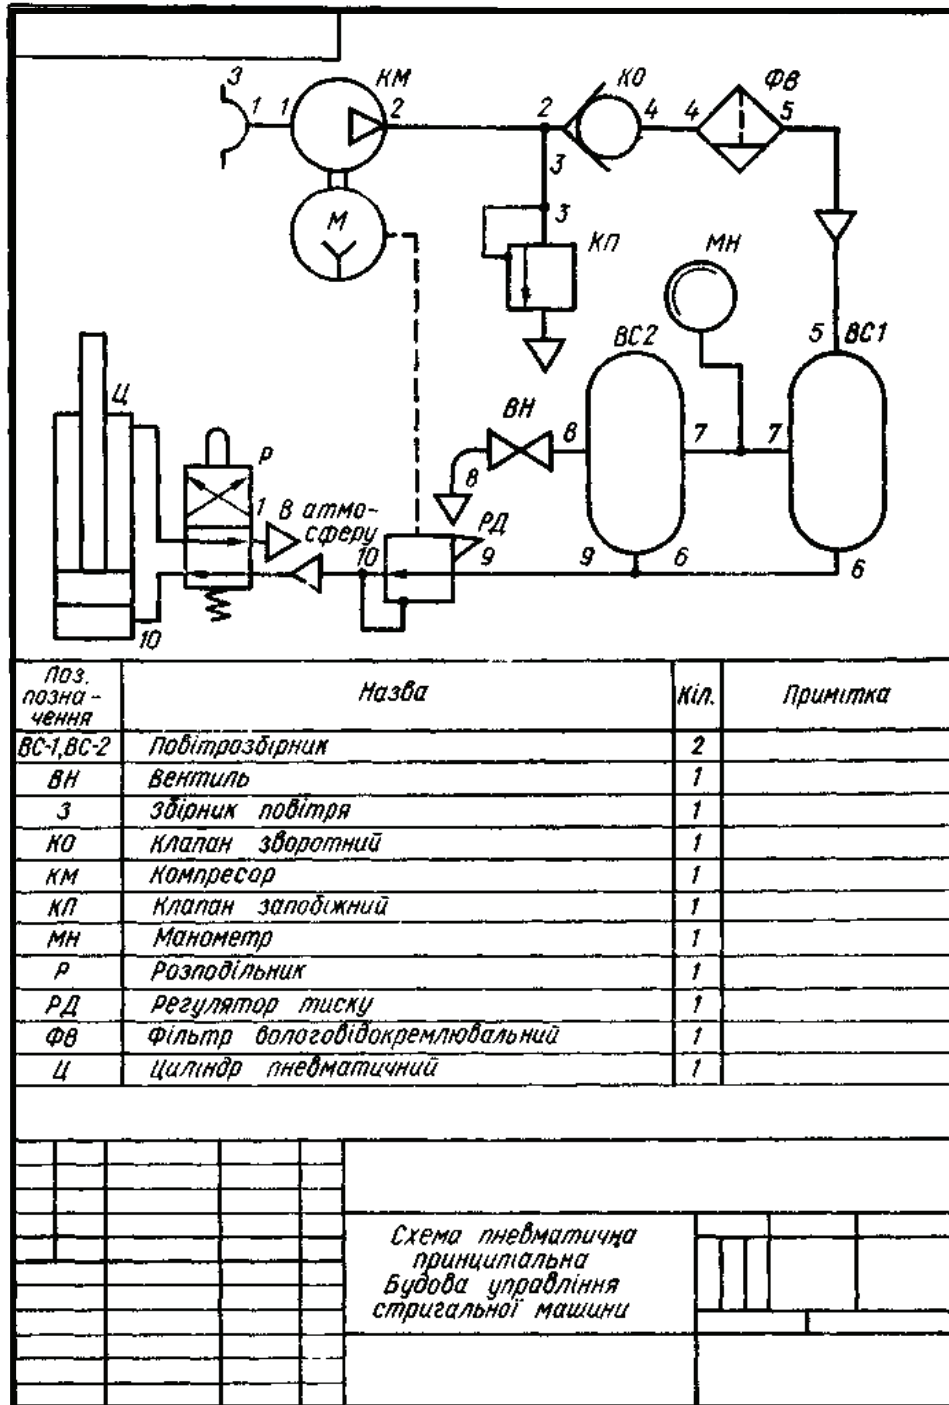 З
КМ
КО
ФВ
1 1
2
2
4 4
5
3
3
М
КП
МН
5 ВС1
ВС2
Ц
ВН
8
7
7
Р
8
1
В атмо-
сферу
РД
10
9
9
6
6
10
Поз. позна- чення
Назва
Кіл.
Примітка
ВС-1,ВС-2 Повітрозбірник 2
ВН Вентиль 1
З Збірник повітря 1
КО Клапан зворотний 1
КМ Компресор 1
КП Клапан запобіжний 1
МН Манометр 1
Р Розподільник 1
РД Регулятор тиску 1
ФВ Фільтр вологовідокремлювальний 1
Ц Циліндр пневматичний 1
Схема пневматична
принципальна
Будова управління
стригальної машини